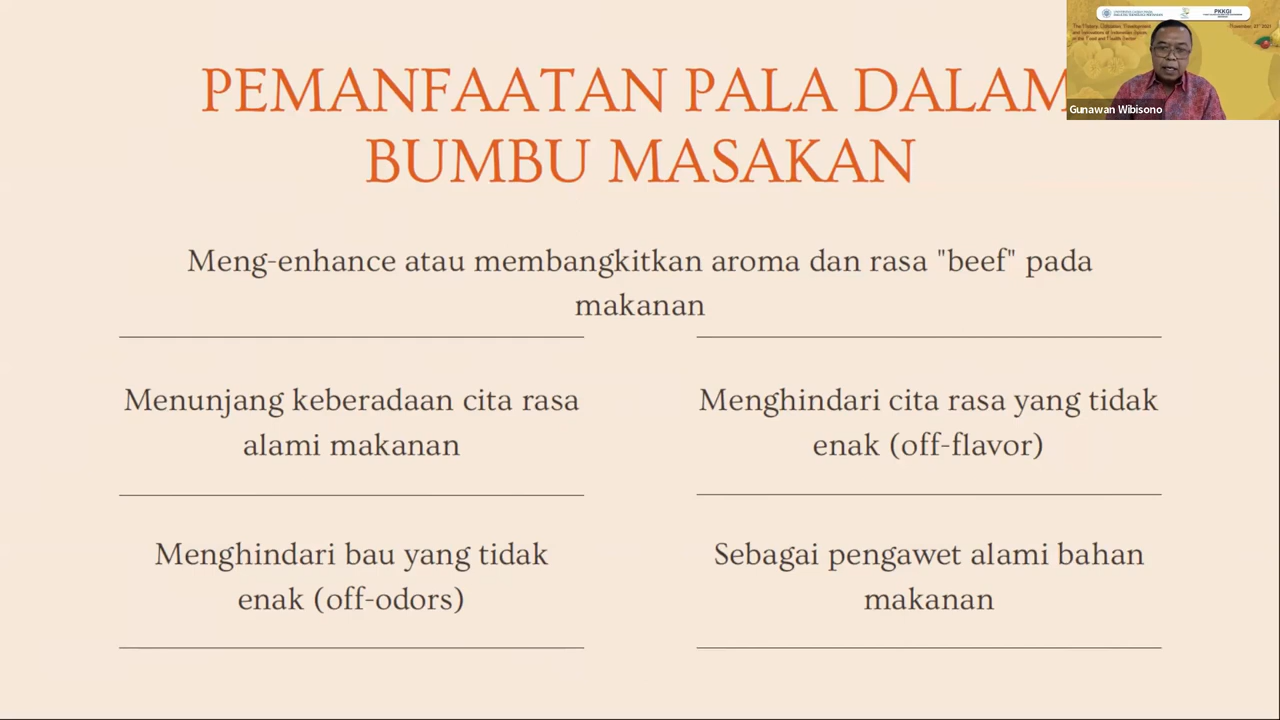 PEMANFAATAN PALA DALAM
BUMBU MASAKAN
Meng-enhance atau membangkitkan aroma dan rasa "beef" pada
makanan
Menunjang keberadaan cita rasa
alami makanan
Menghindari cita rasa yang tidak
enak (off-flavor)
Menghindari bau yang tidak
enak (off-odors)
Sebagai pengawet alami bahan
makanan
PKKGI
Gunawan Wibisono